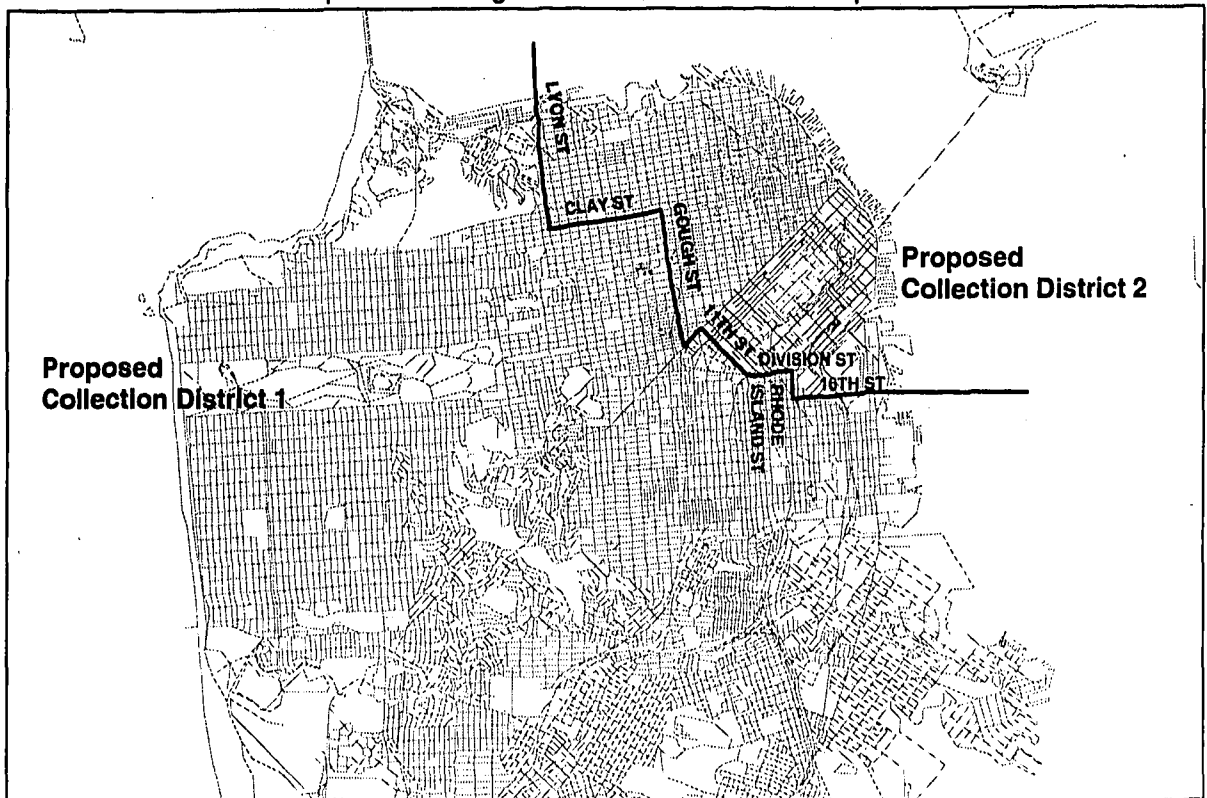 LYON ST
CLAY ST
GOUGH ST
Proposed
Collection District 2
11TH ST
DIVISION ST
16TH ST
RHODE
ISLAND ST
Proposed
Collection District 1